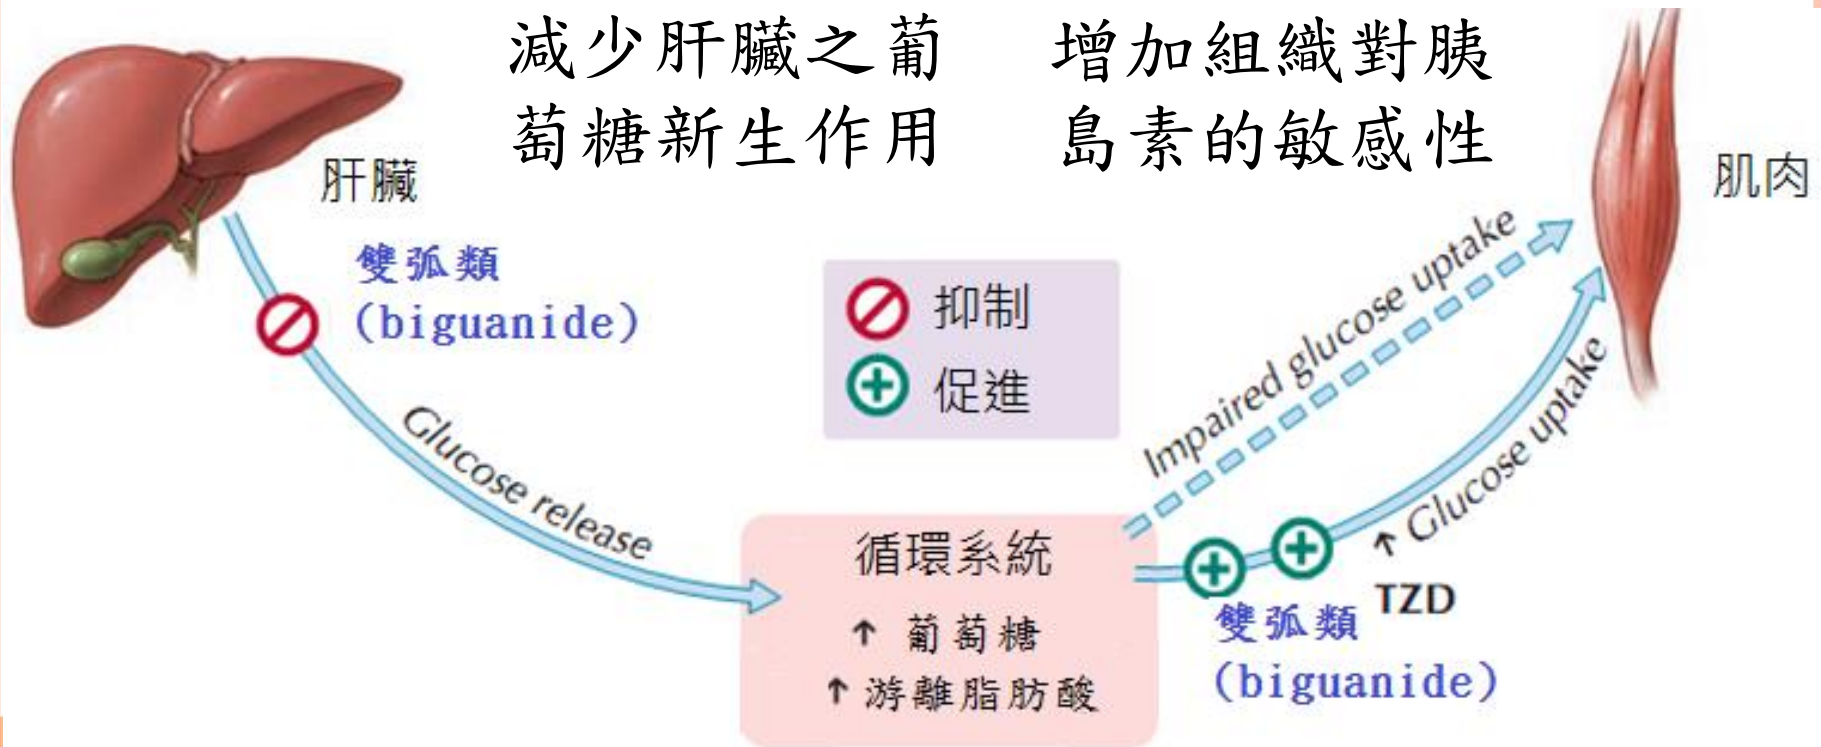 減少肝臟之葡
萄糖新生作用
增加組織對胰
島素的敏感性
肝臟
肌肉
雙弧類
(biguanide)
抑制
促進
Impaired glucose uptake
Glucose release
↑ Glucose uptake
循環系統
↑ 葡萄糖
↑ 游離脂肪酸
TZD
雙弧類
(biguanide)